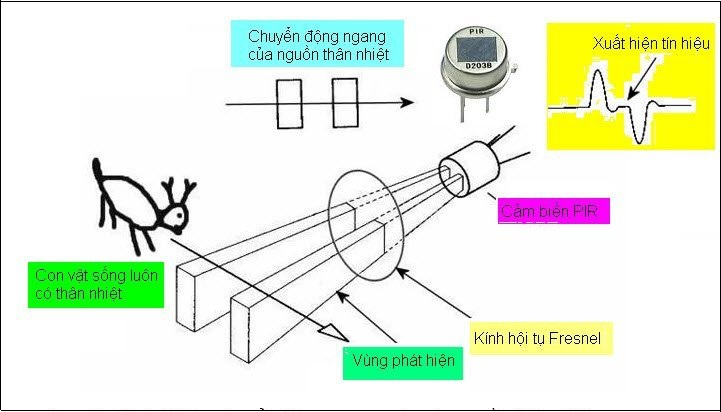 Chuyển động ngang
của nguồn thân nhiệt
PIR
D203B
Xuất hiện tín hiệu
Cảm biến PIR
Con vật sống luôn
có thân nhiệt
Kính hội tụ Fresnel
Vùng phát hiện